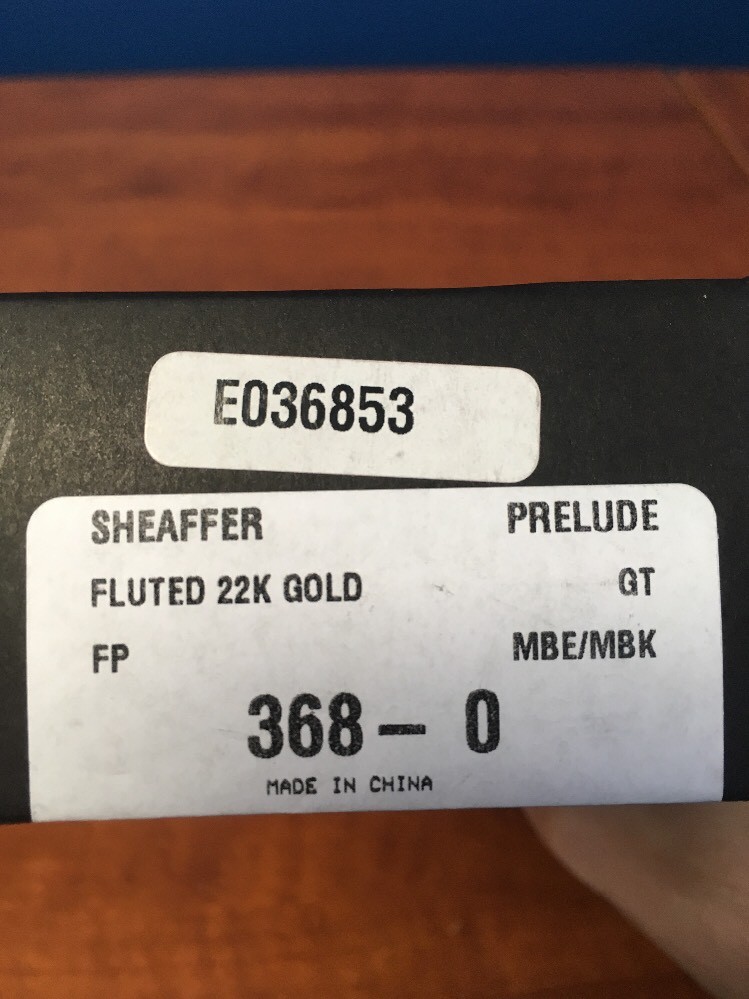 E036853
SHEAFFER PRELUDE
FLUTED 22K GOLD GT
FP MBE/MBK
368- 0
MADE IN CHINA